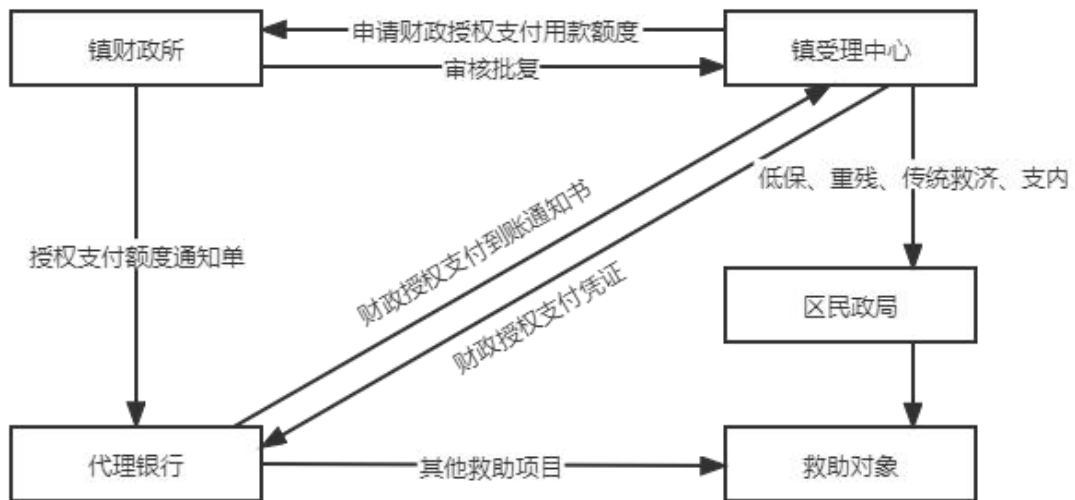 申请财政授权支付用款额度
镇财政所
镇受理中心
审核批复
低保、重残、传统救济、支内
财政授权支付到账通知书
授权支付额度通知单
财政授权支付凭证
区民政局
代理银行
其他救助项目
救助对象